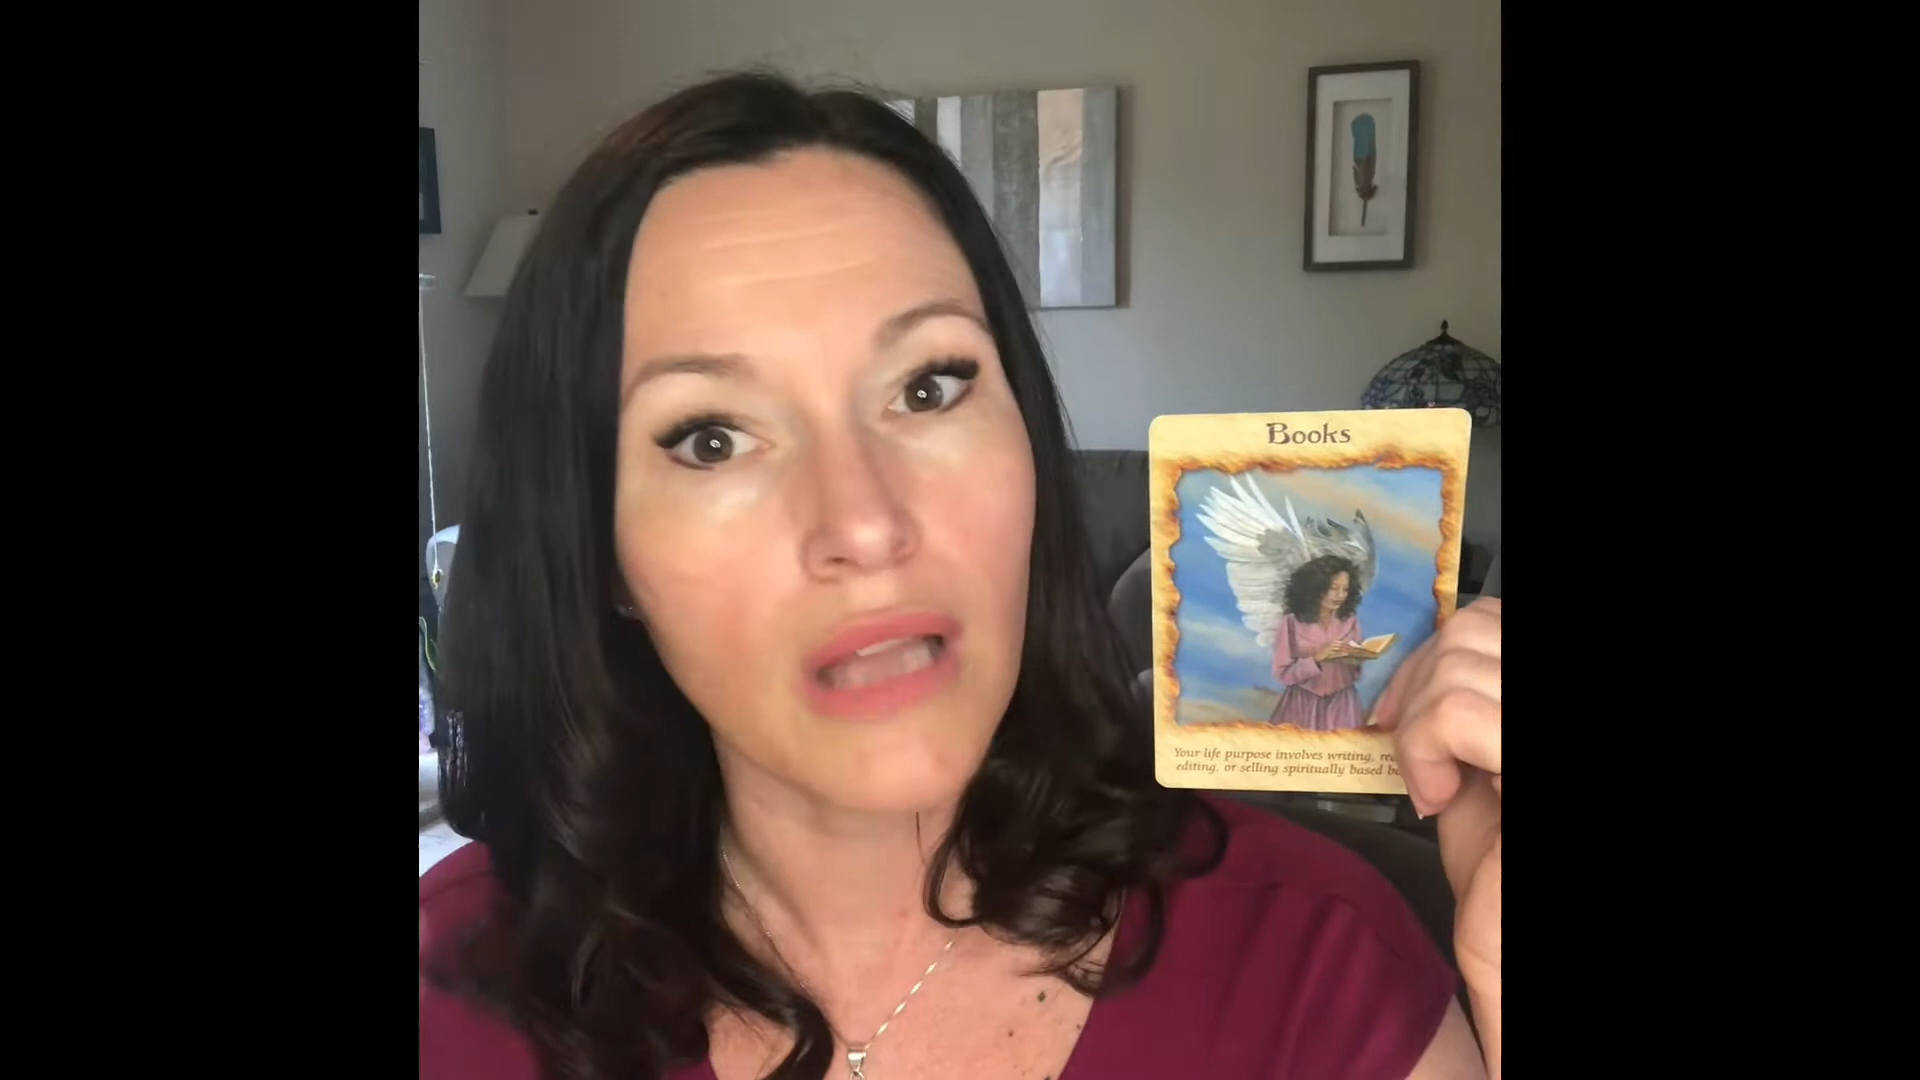 Books
Your life purpose involves writing,
editing, or selling spiritually based